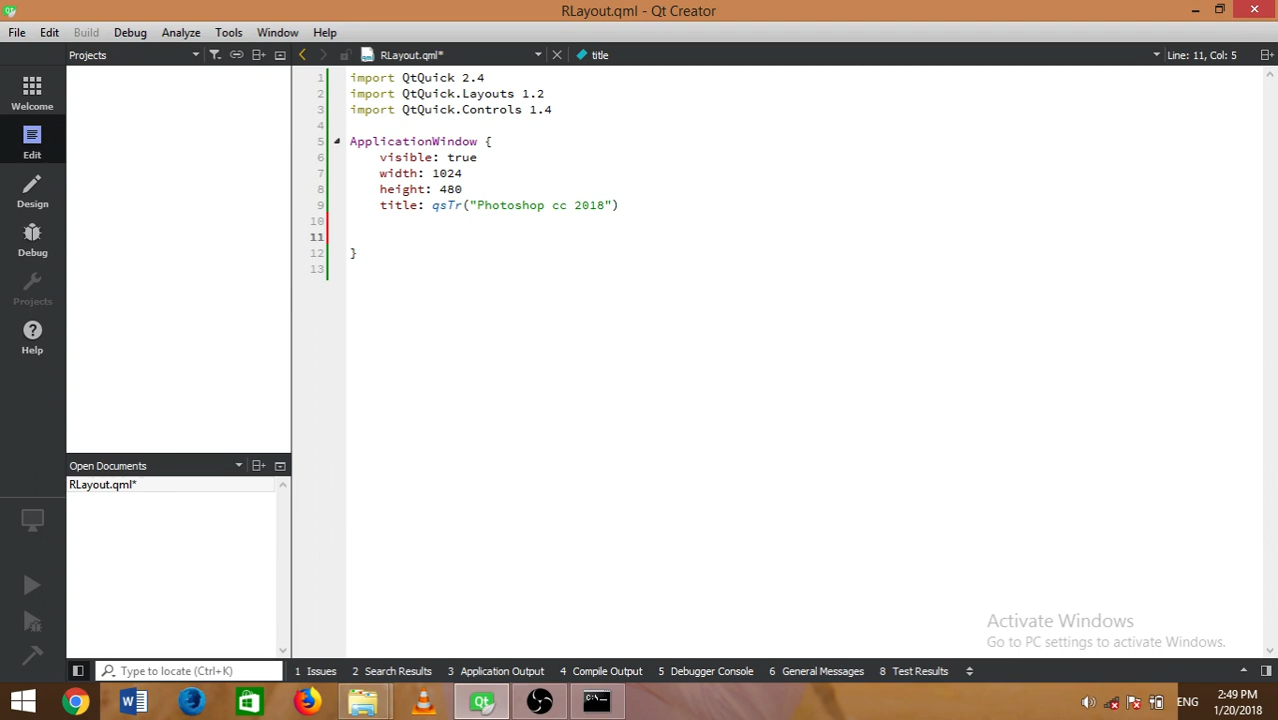 RLayout.qml - Qt Creator
File Edit Build Debug Analyze Tools Window Help
Projects RLayout.qml* title Line: 11, Col: 5
Welcome
Edit
Design
Debug
Projects
Help
1 import QtQuick 2.4
2 import QtQuick.Layouts 1.2
3 import QtQuick.Controls 1.4
4
5 ApplicationWindow {
6 visible: true
7 width: 1024
8 height: 480
9 title: qsTr("Photoshop cc 2018")
10
11
12 }
13
Open Documents
RLayout.qml*
Activate Windows
Go to PC settings to activate Windows.
Type to locate (Ctrl+K) 1 Issues 2 Search Results 3 Application Output 4 Compile Output 5 Debugger Console 6 General Messages 8 Test Results
ENG 2:49 PM
1/20/2018